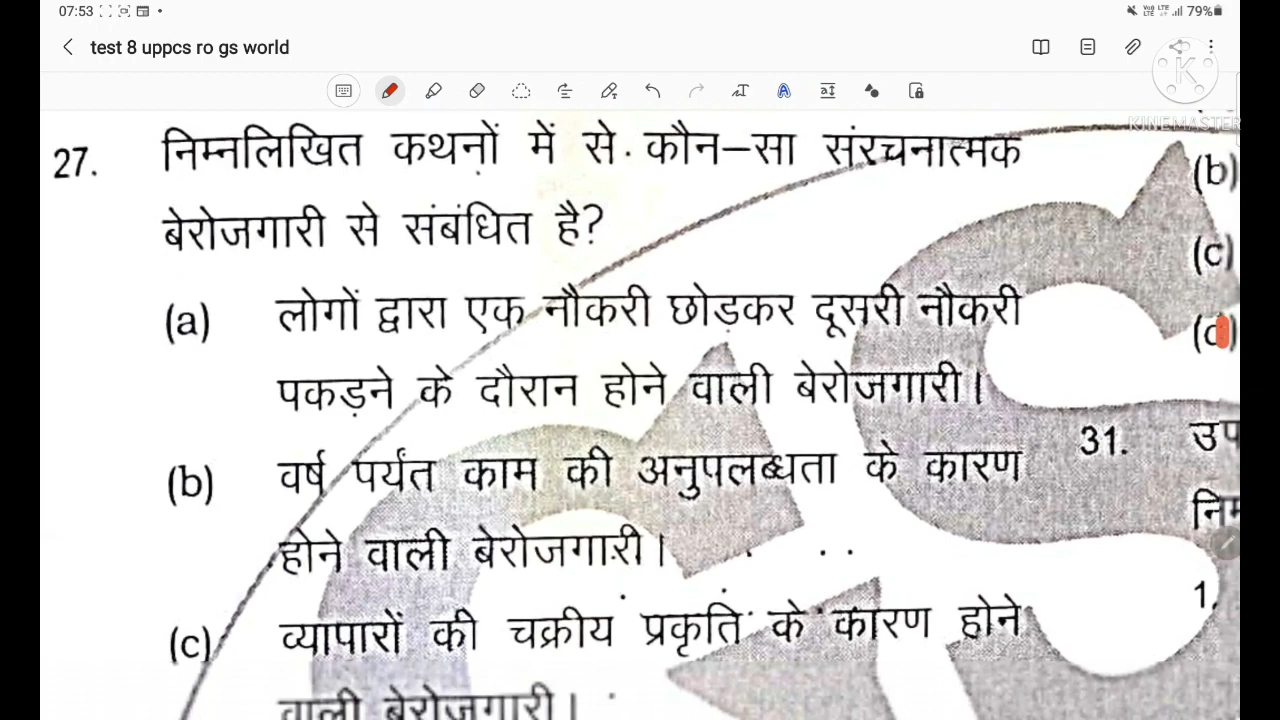 07:53
79%
test 8 uppcs ro gs world
KINEMASTER
27. निम्नलिखित कथनों में से कौन–सा संरचनात्मक
बेरोजगारी से संबंधित है?
(a) लोगों द्वारा एक नौकरी छोड़कर दूसरी नौकरी
पकड़ने के दौरान होने वाली बेरोजगारी।
(b) वर्ष पर्यंत काम की अनुपलब्धता के कारण
होने वाली बेरोजगारी।
(c) व्यापारों की चक्रीय प्रकृति के कारण होने
वाली बेरोजगारी।
(b)
(c)
31.
1.